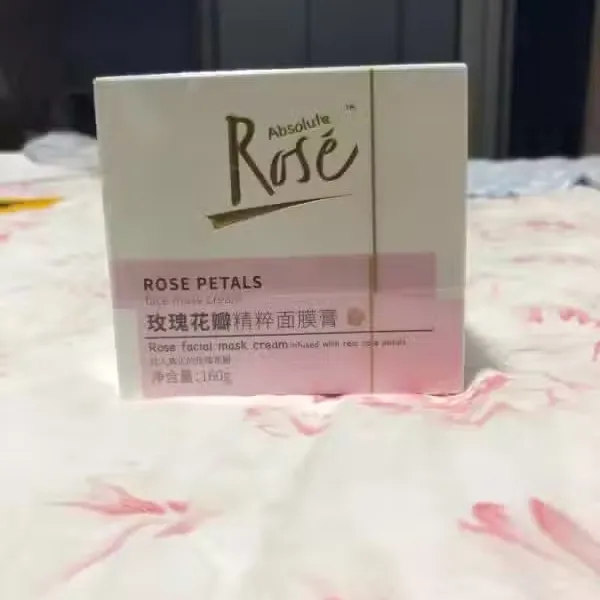 Absolute
Rosé
™
ROSE PETALS
face mask cream
玫瑰花瓣精粹面膜膏
Rose facial mask cream infused with real rose petals
净含量:160g